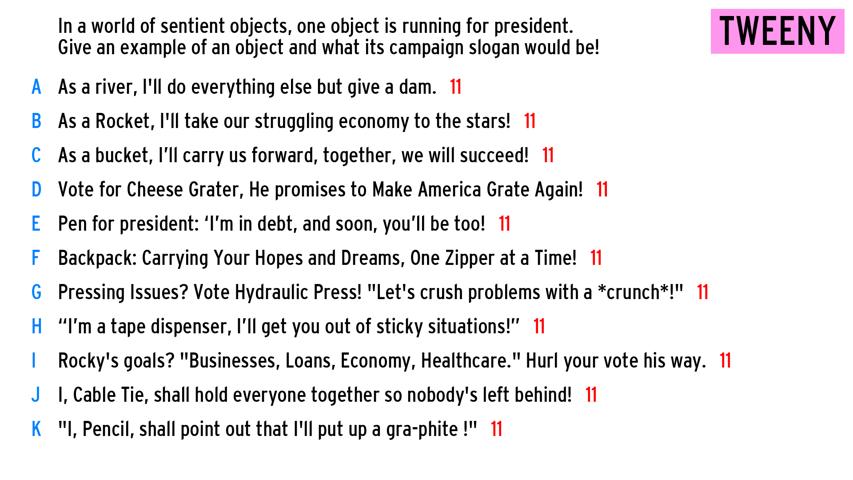 In a world of sentient objects, one object is running for president.
Give an example of an object and what its campaign slogan would be!
TWEENY
A As a river, I'll do everything else but give a dam. 11
B As a Rocket, I'll take our struggling economy to the stars! 11
C As a bucket, I’ll carry us forward, together, we will succeed! 11
D Vote for Cheese Grater, He promises to Make America Grate Again! 11
E Pen for president: ‘I’m in debt, and soon, you’ll be too! 11
F Backpack: Carrying Your Hopes and Dreams, One Zipper at a Time! 11
G Pressing Issues? Vote Hydraulic Press! "Let's crush problems with a *crunch*!" 11
H “I’m a tape dispenser, I’ll get you out of sticky situations!” 11
I Rocky's goals? "Businesses, Loans, Economy, Healthcare." Hurl your vote his way. 11
J I, Cable Tie, shall hold everyone together so nobody's left behind! 11
K "I, Pencil, shall point out that I'll put up a gra-phite !" 11